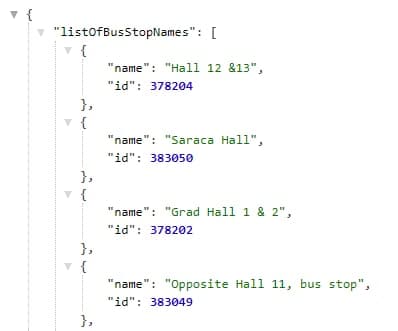 {
"listOfBusStopNames": [
{
"name": "Hall 12 &13",
"id": 378204
},
{
"name": "Saraca Hall",
"id": 383050
},
{
"name": "Grad Hall 1 & 2",
"id": 378202
},
{
"name": "Opposite Hall 11, bus stop",
"id": 383049
},